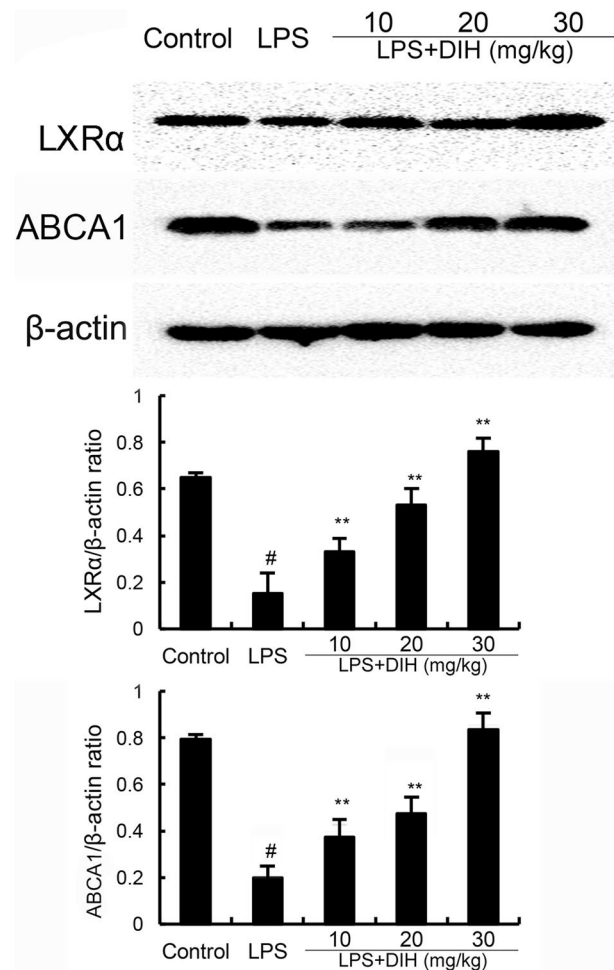 Control LPS 10 20 30
LPS+DIH (mg/kg)
LXRα
ABCA1
β-actin
LXRα/β-actin ratio
1
0.8
0.6
0.4
0.2
0
#
**
**
**
Control LPS 10 20 30
LPS+DIH (mg/kg)
ABCA1/β-actin ratio
1
0.8
0.6
0.4
0.2
0
#
**
**
**
Control LPS 10 20 30
LPS+DIH (mg/kg)